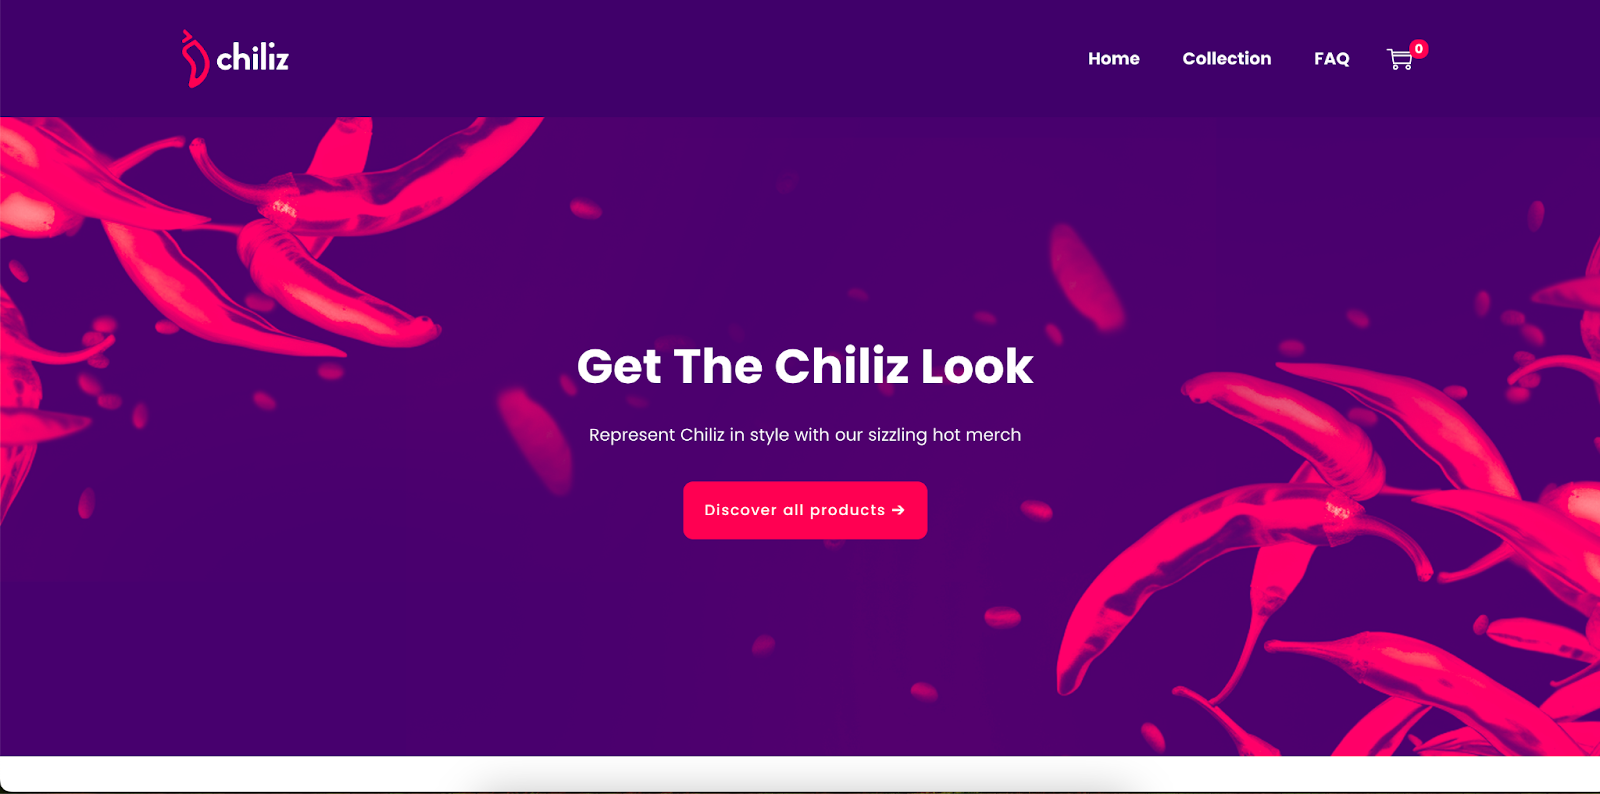 chiliz
Home Collection FAQ 0
Get The Chiliz Look
Represent Chiliz in style with our sizzling hot merch
Discover all products →